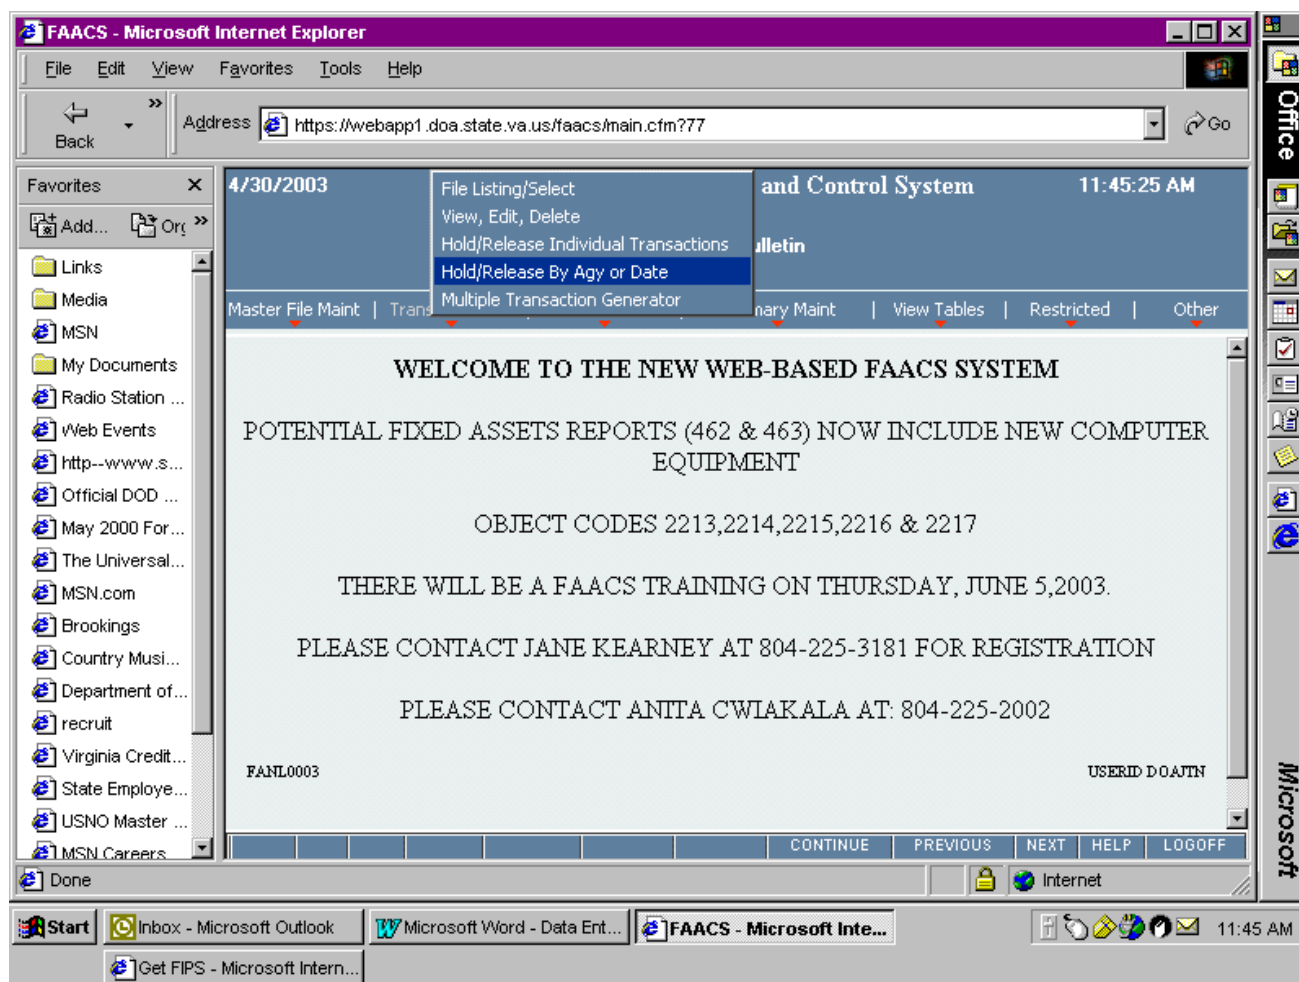 FAACS - Microsoft Internet Explorer
File Edit View Favorites Tools Help
Back » Address https://webapp1.doa.state.va.us/faacs/main.cfm?77 Go
Favorites
Add... Org »
Links
Media
MSN
My Documents
Radio Station ...
Web Events
http--www.s...
Official DOD ...
May 2000 For...
The Universal...
MSN.com
Brookings
Country Musi...
Department of...
recruit
Virginia Credit...
State Employe...
USNO Master ...
MSN Careers
4/30/2003 and Control System 11:45:25 AM
ulletin
File Listing/Select
View, Edit, Delete
Hold/Release Individual Transactions
Hold/Release By Agy or Date
Multiple Transaction Generator
Master File Maint | Trans | mary Maint | View Tables | Restricted | Other
WELCOME TO THE NEW WEB-BASED FAACS SYSTEM
POTENTIAL FIXED ASSETS REPORTS (462 & 463) NOW INCLUDE NEW COMPUTER
EQUIPMENT
OBJECT CODES 2213,2214,2215,2216 & 2217
THERE WILL BE A FAACS TRAINING ON THURSDAY, JUNE 5,2003.
PLEASE CONTACT JANE KEARNEY AT 804-225-3181 FOR REGISTRATION
PLEASE CONTACT ANITA CWIAKALA AT: 804-225-2002
FANL0003 USERID DOAJTN
CONTINUE PREVIOUS NEXT HELP LOGOFF
Done Internet
Start Inbox - Microsoft Outlook Microsoft Word - Data Ent... FAACS - Microsoft Inte... 11:45 AM
Get FIPS - Microsoft Intern...
Office
Microsoft